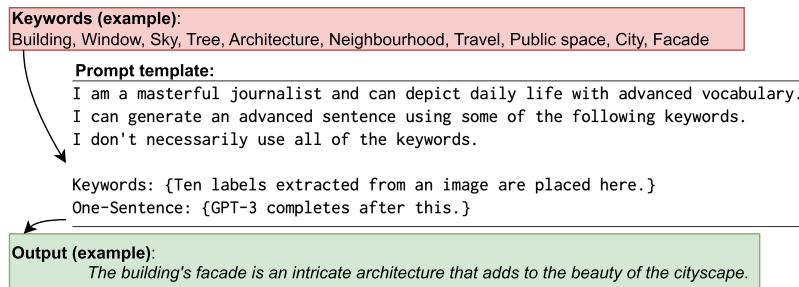 Keywords (example):
Building, Window, Sky, Tree, Architecture, Neighbourhood, Travel, Public space, City, Facade
Prompt template:
I am a masterful journalist and can depict daily life with advanced vocabulary.
I can generate an advanced sentence using some of the following keywords.
I don't necessarily use all of the keywords.
Keywords: {Ten labels extracted from an image are placed here.}
One-Sentence: {GPT-3 completes after this.}
Output (example):
The building's facade is an intricate architecture that adds to the beauty of the cityscape.